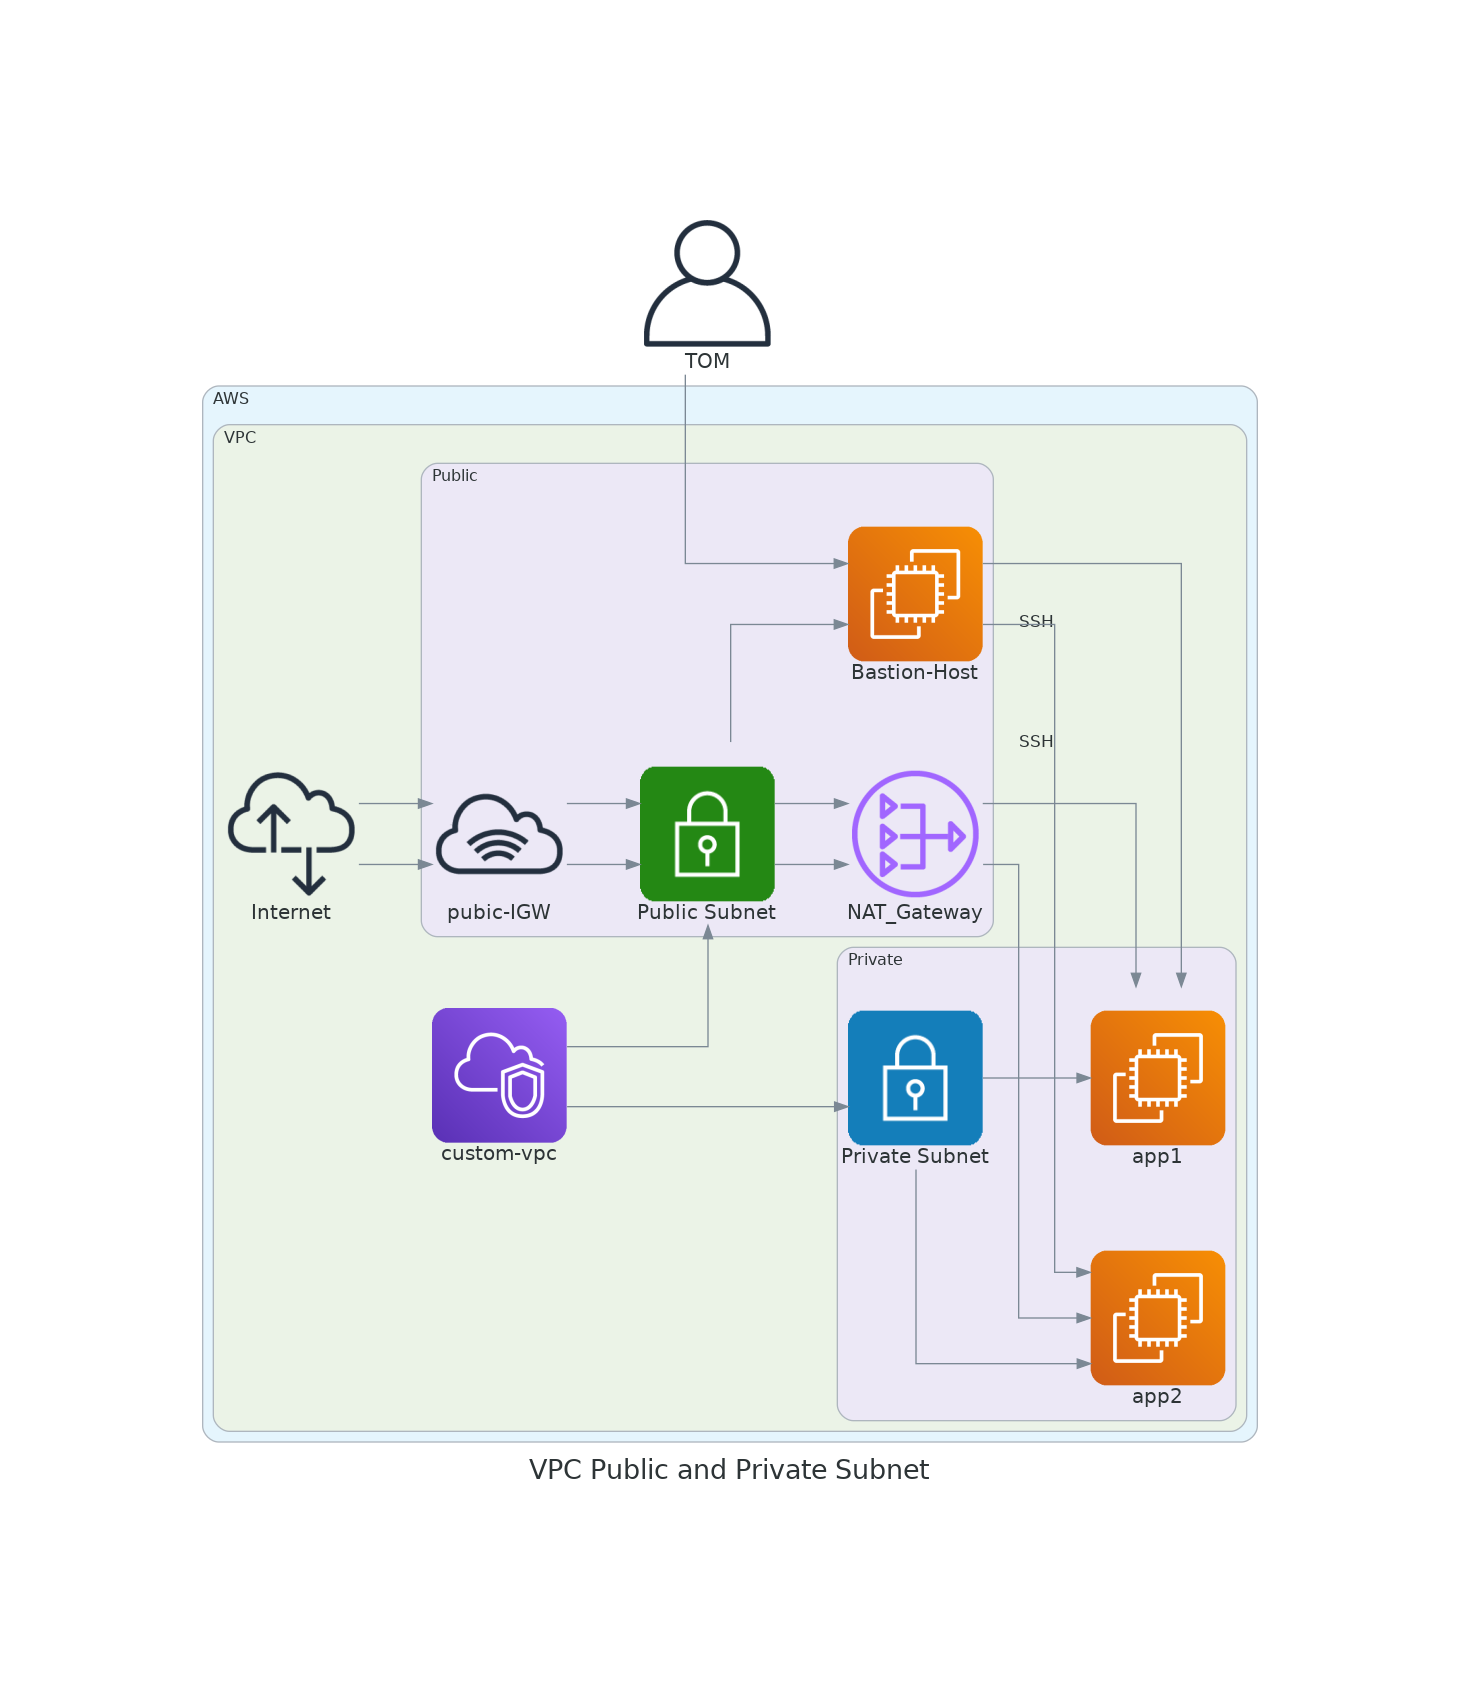 TOM
AWS
VPC
Public
Bastion-Host
SSH
SSH
Internet
pubic-IGW
Public Subnet
NAT_Gateway
Private
custom-vpc
Private Subnet
app1
app2
VPC Public and Private Subnet